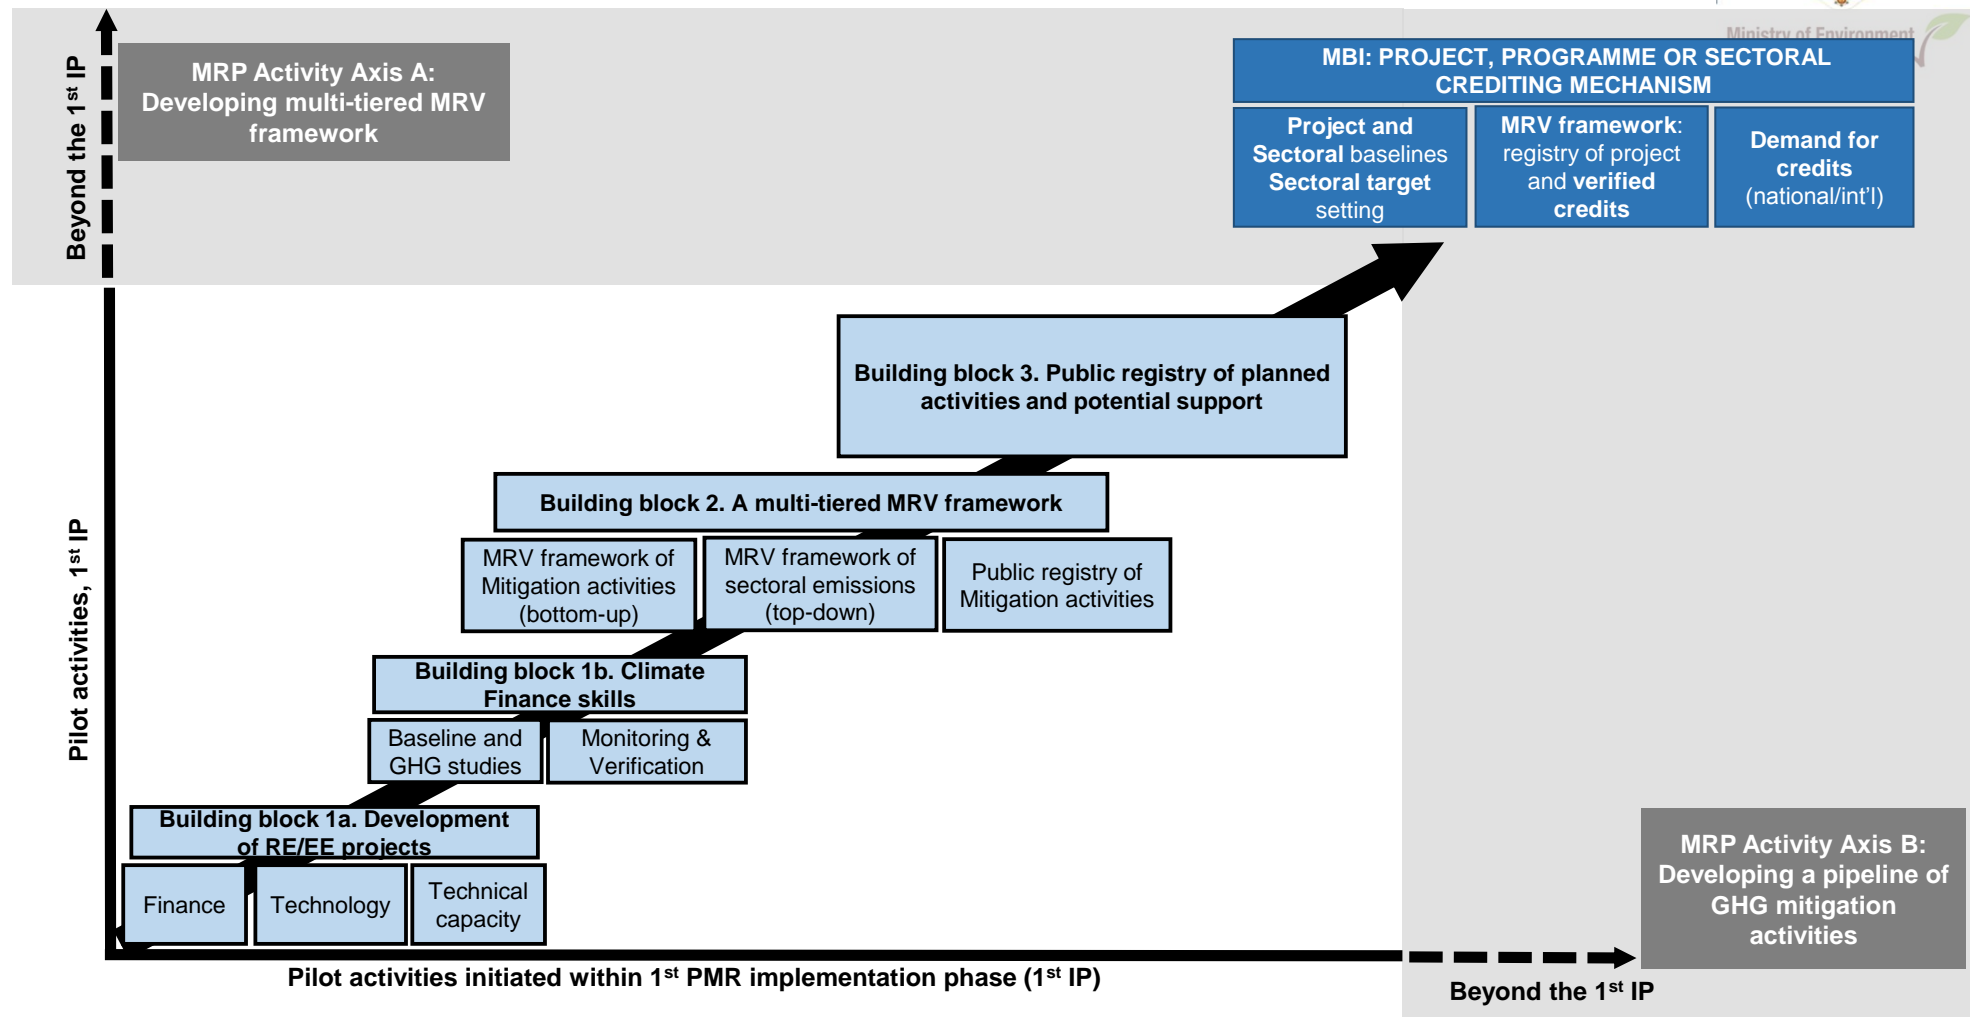 Ministry of Environment
MRP Activity Axis A:
Developing multi-tiered MRV
framework
Beyond the 1st IP
MBI: PROJECT, PROGRAMME OR SECTORAL
CREDITING MECHANISM
Project and
Sectoral baselines
Sectoral target
setting
MRV framework:
registry of project
and verified
credits
Demand for
credits
(national/int'l)
Building block 3. Public registry of planned
activities and potential support
Building block 2. A multi-tiered MRV framework
MRV framework of
Mitigation activities
(bottom-up)
MRV framework of
sectoral emissions
(top-down)
Public registry of
Mitigation activities
Pilot activities, 1st IP
Building block 1b. Climate
Finance skills
Baseline and
GHG studies
Monitoring &
Verification
Building block 1a. Development
of RE/EE projects
Finance
Technology
Technical
capacity
MRP Activity Axis B:
Developing a pipeline of
GHG mitigation
activities
Pilot activities initiated within 1st PMR implementation phase (1st IP)
Beyond the 1st IP